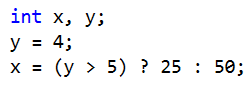 int x, y;
y = 4;
x = (y > 5) ? 25 : 50;